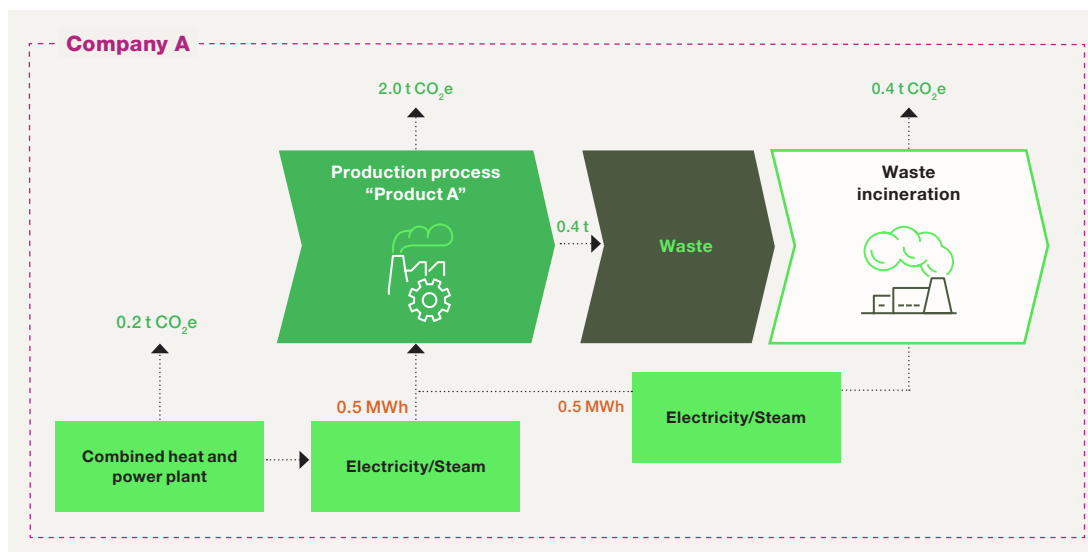 Company A
2.0 t CO₂e
0.4 t CO₂e
Production process
“Product A”
Waste
incineration
0.4 t
Waste
0.2 t CO₂e
0.5 MWh
0.5 MWh
Electricity/Steam
Combined heat and
power plant
Electricity/Steam